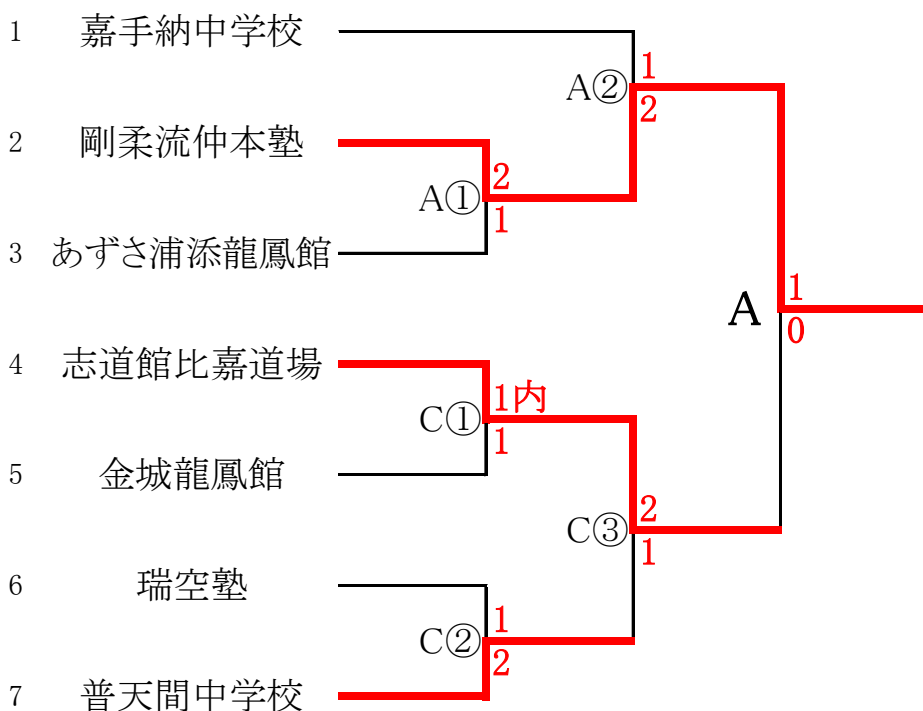 1 嘉手納中学校
1
A②
2
2 剛柔流仲本塾
2
A①
1
3 あずさ浦添龍鳳館
1
A
0
4 志道館比嘉道場
1内
C①
1
5 金城龍鳳館
2
C③
1
6 瑞空塾
1
C②
2
7 普天間中学校